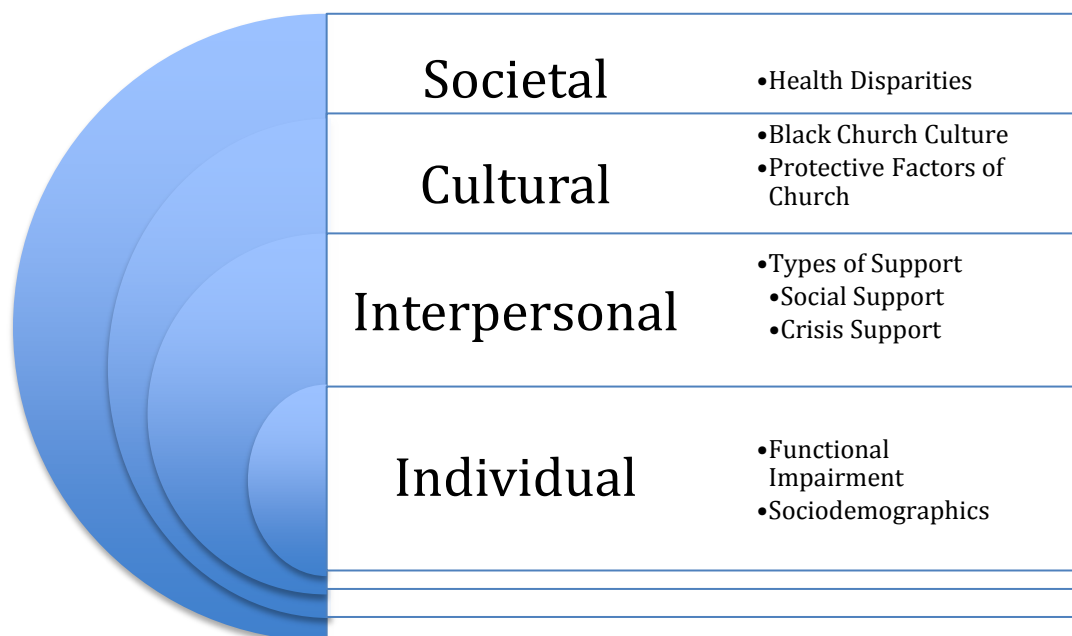 Societal
•Health Disparities
Cultural
•Black Church Culture
•Protective Factors of
Church
Interpersonal
•Types of Support
•Social Support
•Crisis Support
Individual
•Functional
Impairment
•Sociodemographics